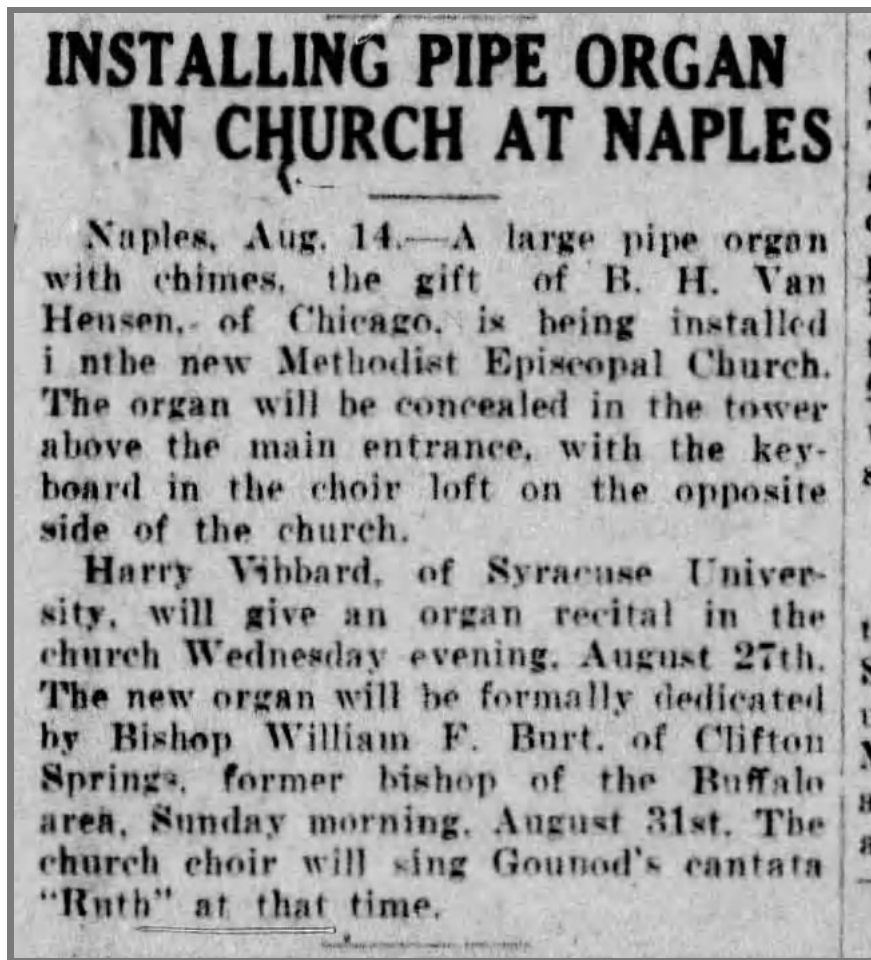 INSTALLING PIPE ORGAN
IN CHURCH AT NAPLES
Naples, Aug. 14.—A large pipe organ
with chimes, the gift of B. H. Van
Hensen, of Chicago, is being installed
i nthe new Methodist Episcopal Church.
The organ will be concealed in the tower
above the main entrance, with the key-
board in the choir loft on the opposite
side of the church.
Harry Vibbard, of Syracuse Univer-
sity, will give an organ recital in the
church Wednesday evening, August 27th.
The new organ will be formally dedicated
by Bishop William F. Burt, of Clifton
Springs, former bishop of the Buffalo
area, Sunday morning, August 31st. The
church choir will sing Gounod's cantata
"Ruth" at that time.